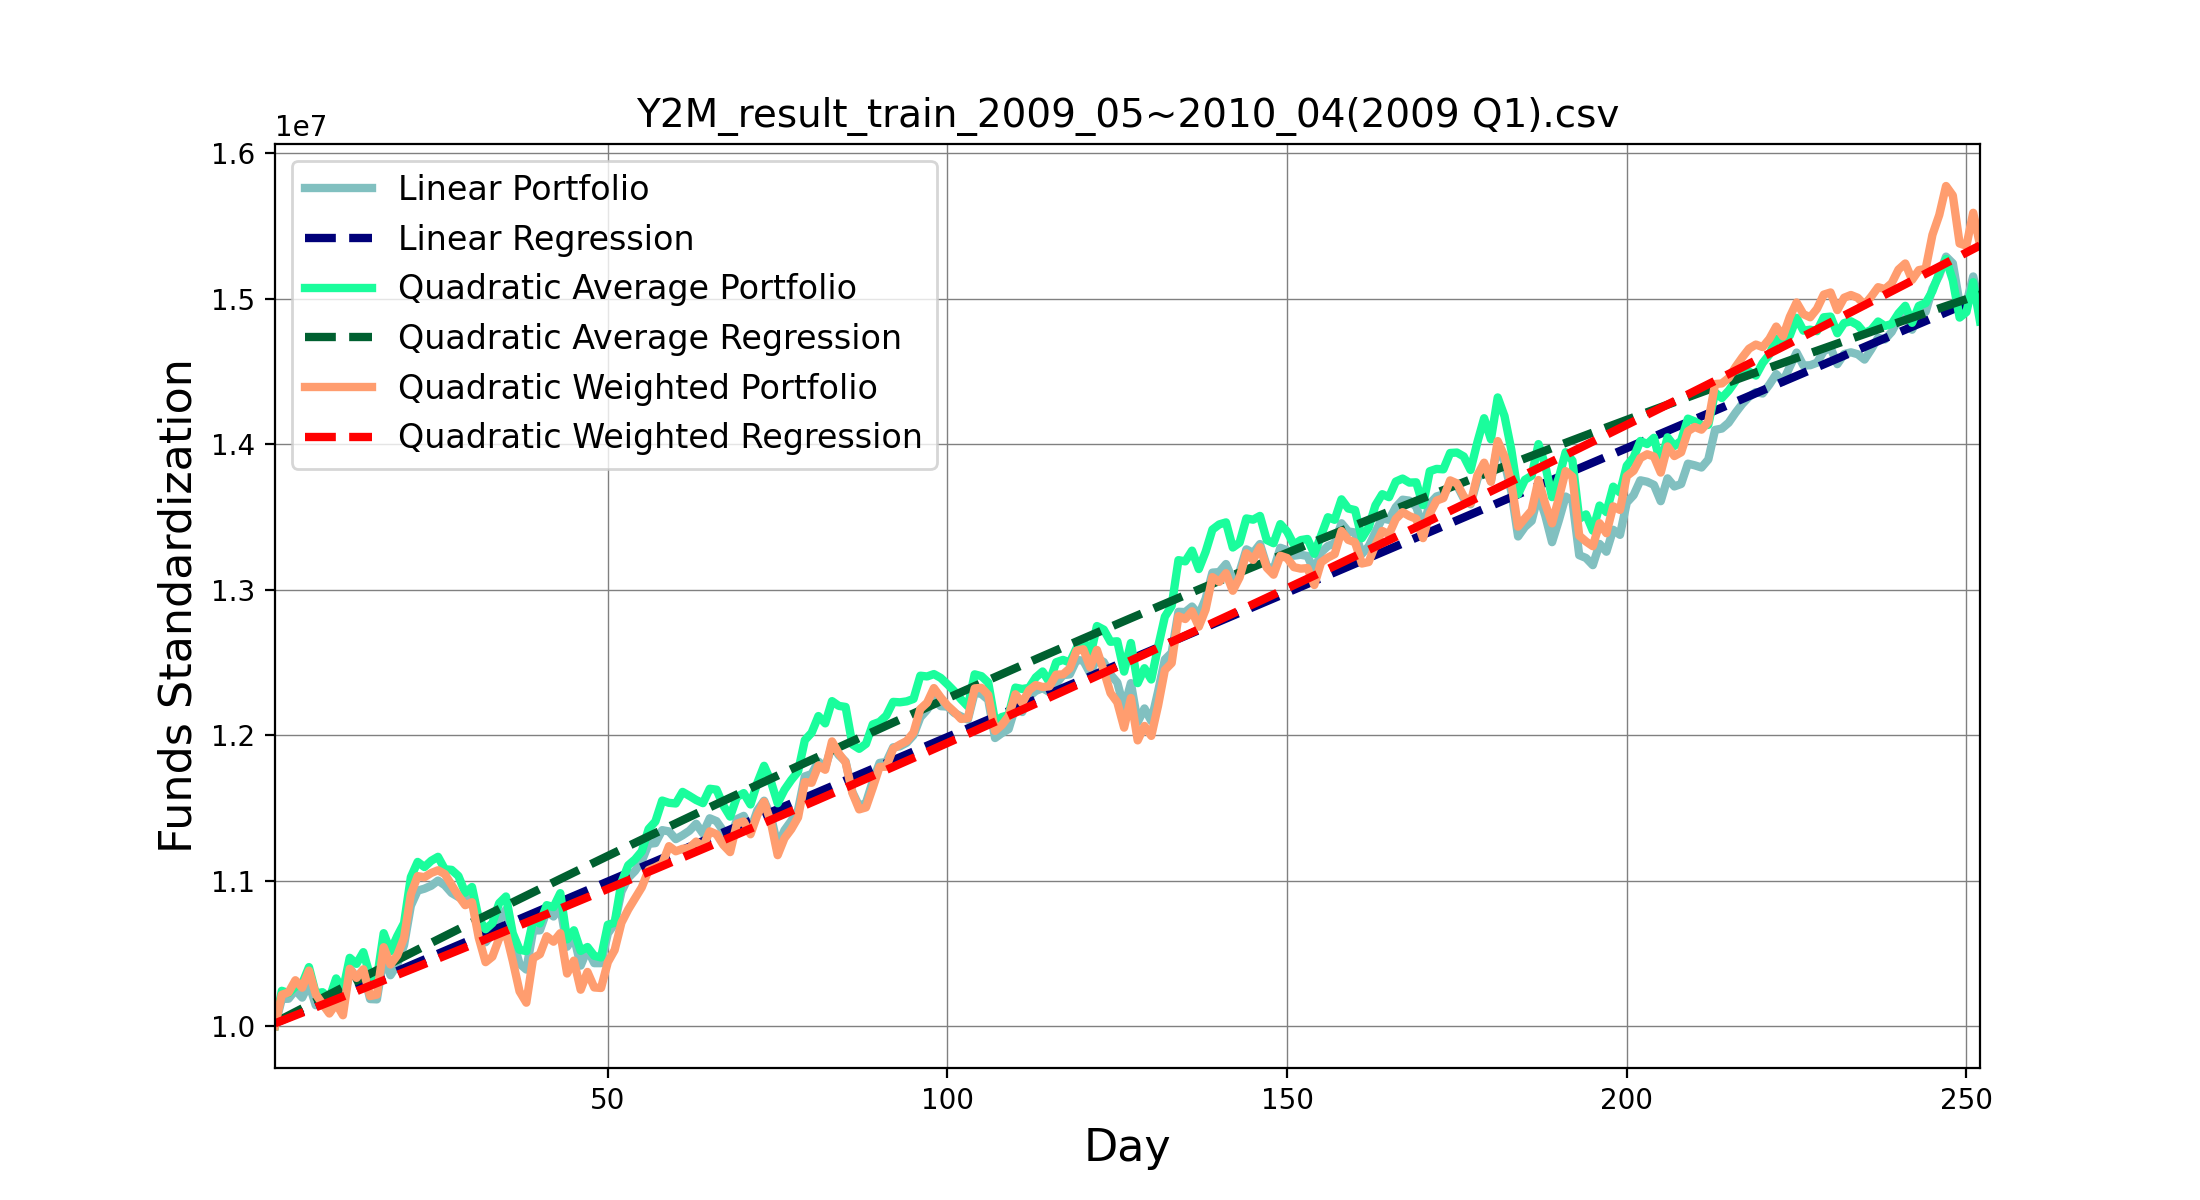 Y2M_result_train_2009_05~2010_04(2009 Q1).csv
1e7
1.6
1.5
1.4
1.3
1.2
1.1
1.0
Funds Standardization
Linear Portfolio
Linear Regression
Quadratic Average Portfolio
Quadratic Average Regression
Quadratic Weighted Portfolio
Quadratic Weighted Regression
50 100 150 200 250
Day